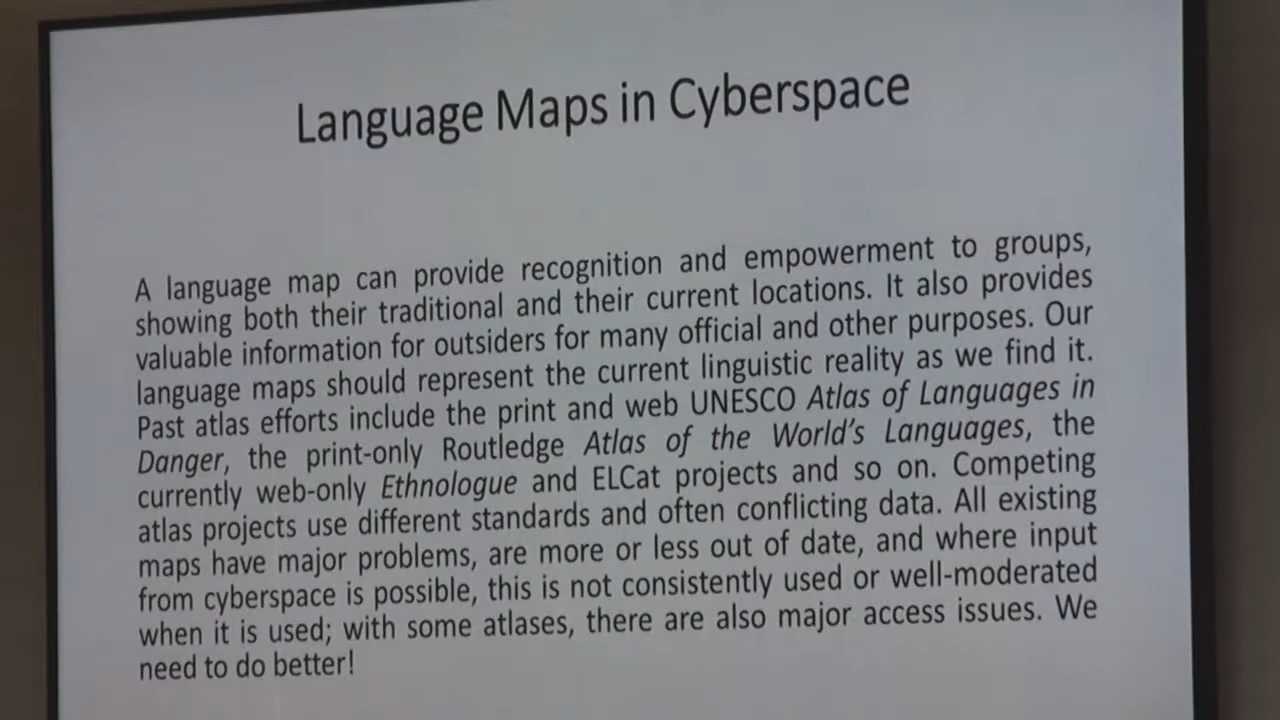 Language Maps in Cyberspace
A language map can provide recognition and empowerment to groups,
showing both their traditional and their current locations. It also provides
valuable information for outsiders for many official and other purposes. Our
language maps should represent the current linguistic reality as we find it.
Past atlas efforts include the print and web UNESCO Atlas of Languages in
Danger, the print-only Routledge Atlas of the World's Languages, the
currently web-only Ethnologue and ELCat projects and so on. Competing
atlas projects use different standards and often conflicting data. All existing
maps have major problems, are more or less out of date, and where input
from cyberspace is possible, this is not consistently used or well-moderated
when it is used; with some atlases, there are also major access issues. We
need to do better!